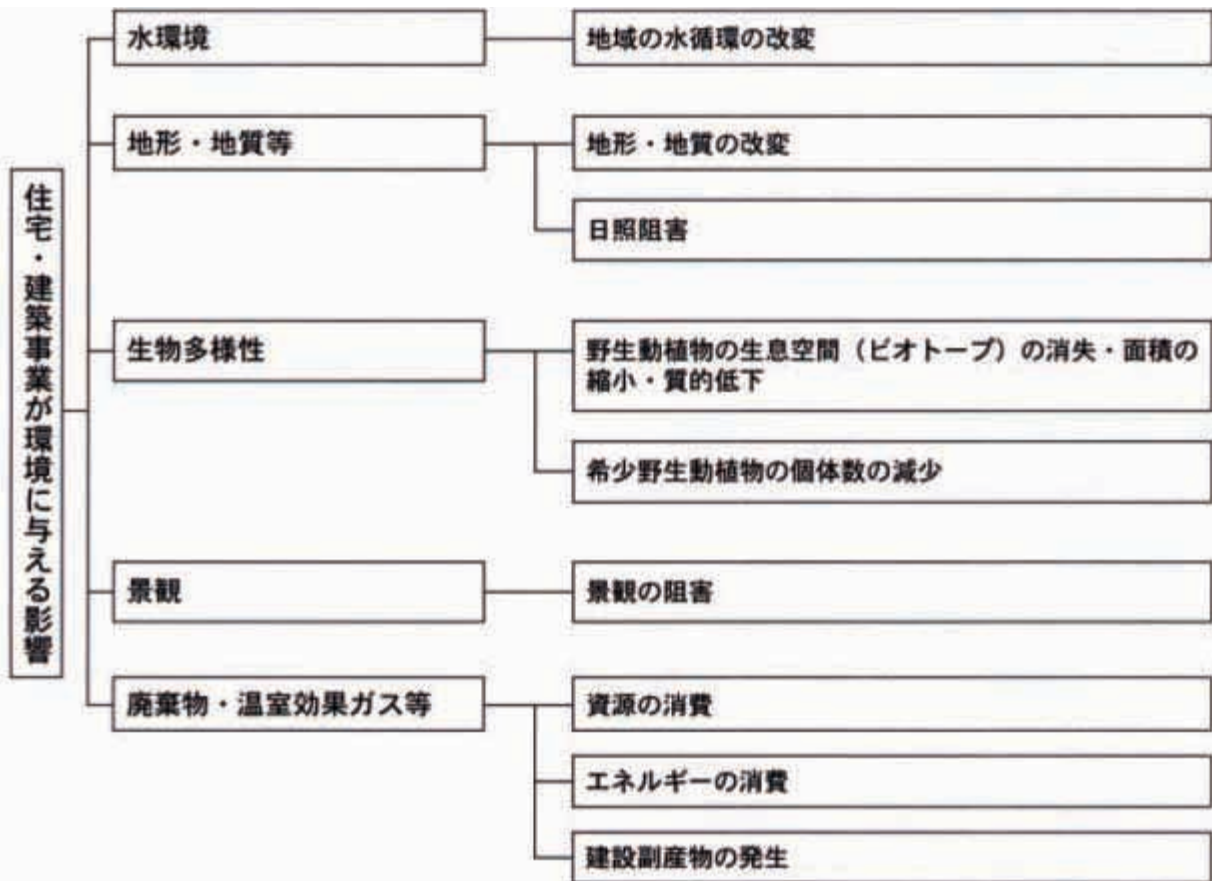 住宅・建築事業が環境に与える影響
水環境
地域の水循環の改変
地形・地質等
地形・地質の改変
日照阻害
生物多様性
野生動植物の生息空間（ビオトープ）の消失・面積の
縮小・質的低下
希少野生動植物の個体数の減少
景観
景観の阻害
廃棄物・温室効果ガス等
資源の消費
エネルギーの消費
建設副産物の発生